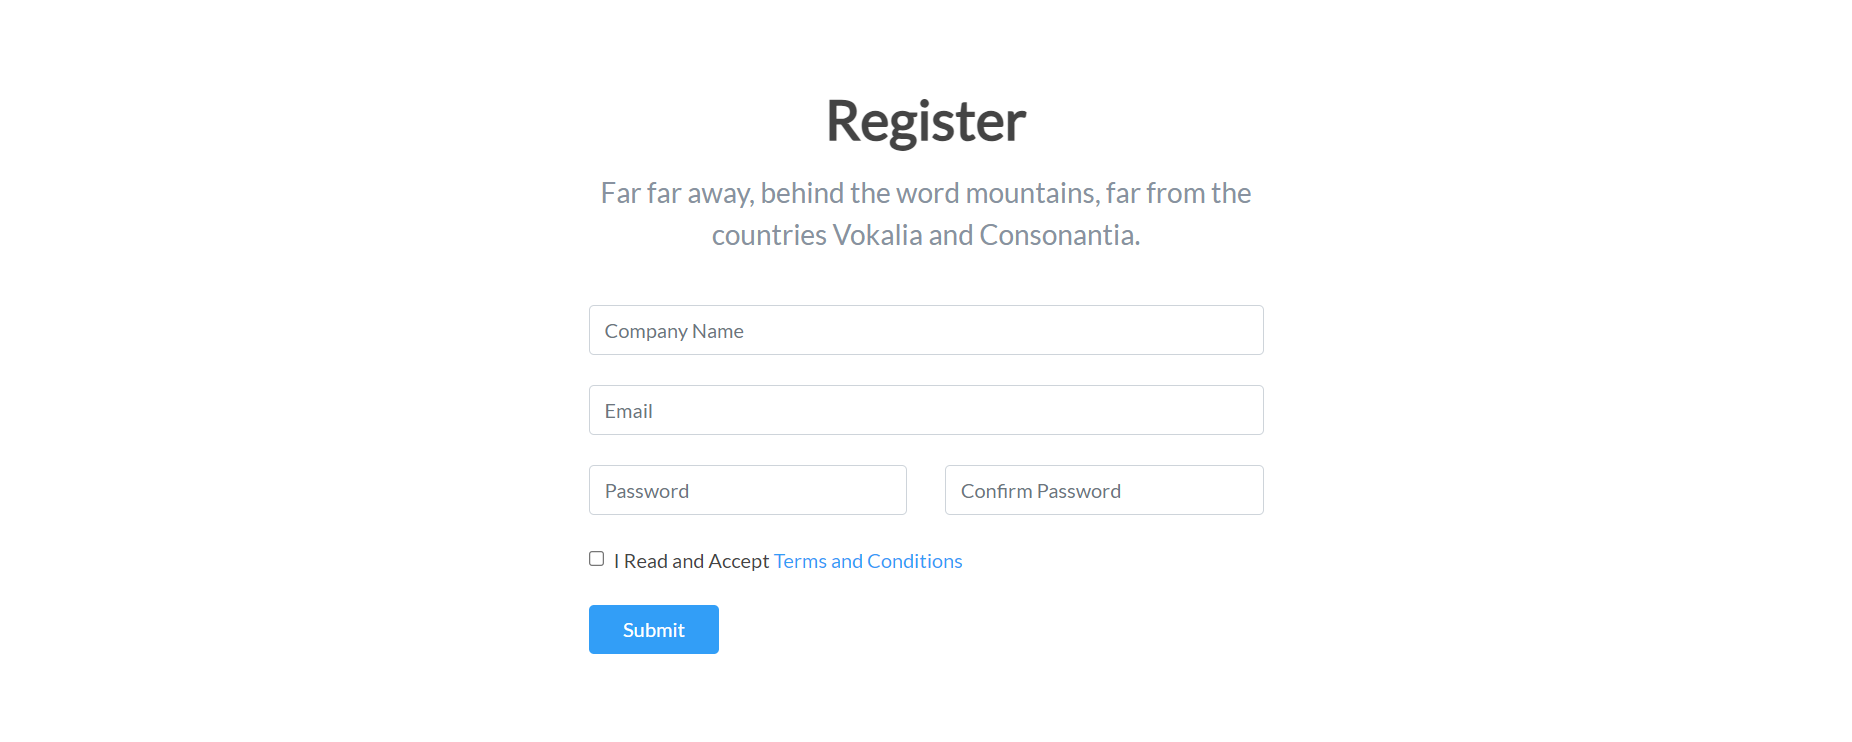 Register
Far far away, behind the word mountains, far from the
countries Vokalia and Consonantia.
Company Name
Email
Password
Confirm Password
I Read and Accept Terms and Conditions
Submit